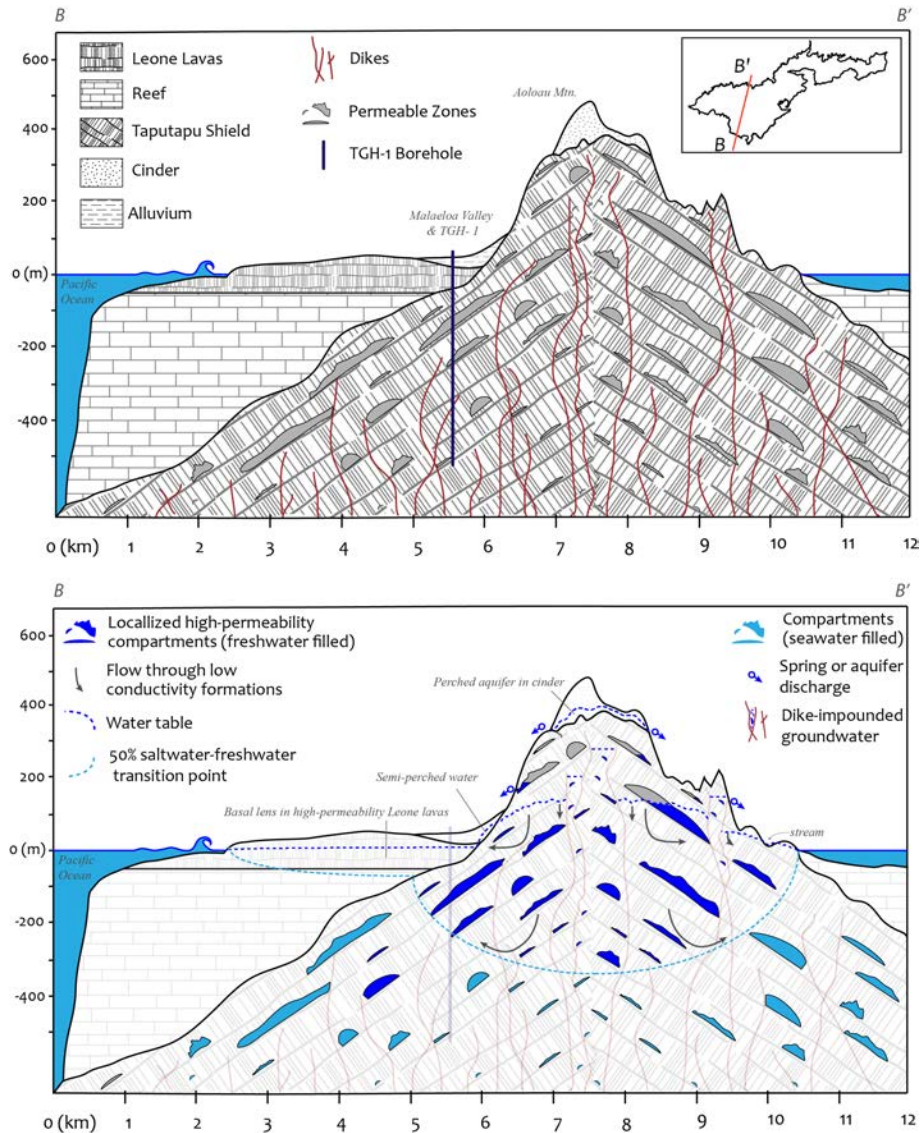 B B'
600
400
200
0 (m)
-200
-400
Leone Lavas
Reef
Taputapu Shield
Cinder
Alluvium
Dikes
Permeable Zones
TGH-1 Borehole
Aoloau Mtn.
Malaeloa Valley
& TGH- 1
Pacific
Ocean
B'
B
0 (km) 1 2 3 4 5 6 7 8 9 10 11 12
B B'
600
400
200
0 (m)
-200
-400
Locallized high-permeability
compartments (freshwater filled)
Flow through low
conductivity formations
Water table
50% saltwater-freshwater
transition point
Compartments
(seawater filled)
Spring or aquifer
discharge
Dike-impounded
groundwater
Perched aquifer in cinder
Semi-perched water
Basal lens in high-permeability Leone lavas
stream
Pacific
Ocean
0 (km) 1 2 3 4 5 6 7 8 9 10 11 12